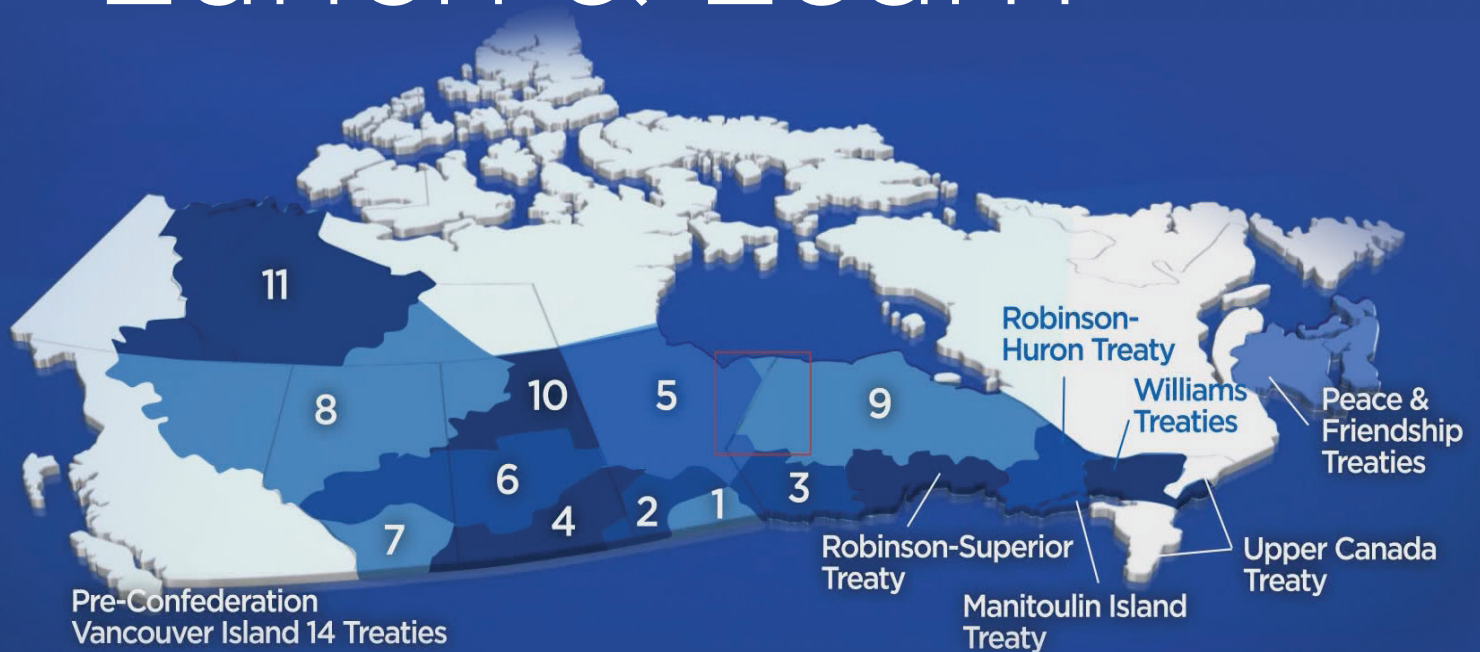 11
8
10
5
9
6
7
4
2
1
3
Robinson-
Huron Treaty
Williams
Treaties
Peace &
Friendship
Treaties
Robinson-Superior
Treaty
Upper Canada
Treaty
Manitoulin Island
Treaty
Pre-Confederation
Vancouver Island 14 Treaties